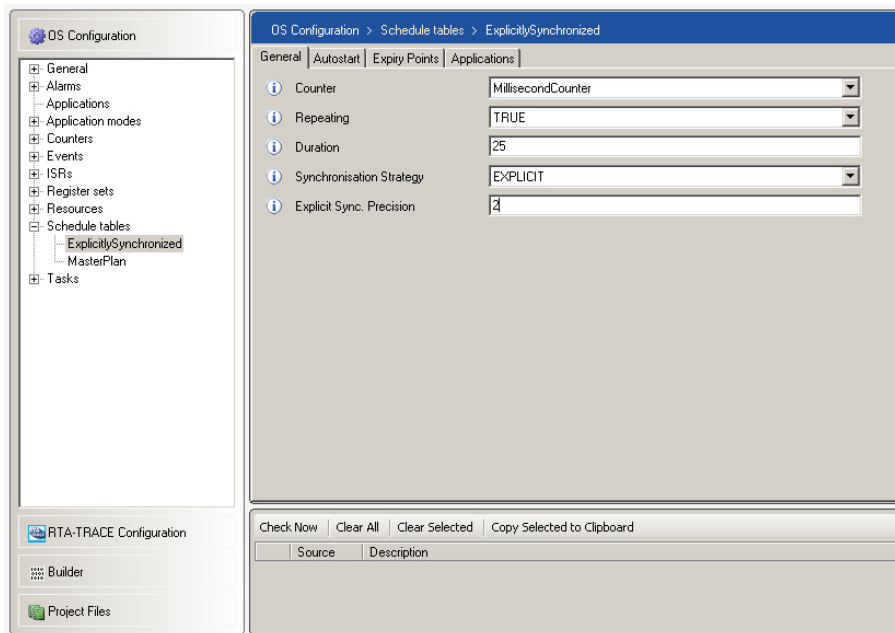 OS Configuration
General
Alarms
Applications
Application modes
Counters
Events
ISRs
Register sets
Resources
Schedule tables
ExplicitlySynchronized
MasterPlan
Tasks
RTA-TRACE Configuration
Builder
Project Files
OS Configuration > Schedule tables > ExplicitlySynchronized
General Autostart Expiry Points Applications
Counter MillisecondCounter
Repeating TRUE
Duration 25
Synchronisation Strategy EXPLICIT
Explicit Sync. Precision 2
Check Now Clear All Clear Selected Copy Selected to Clipboard
Source Description